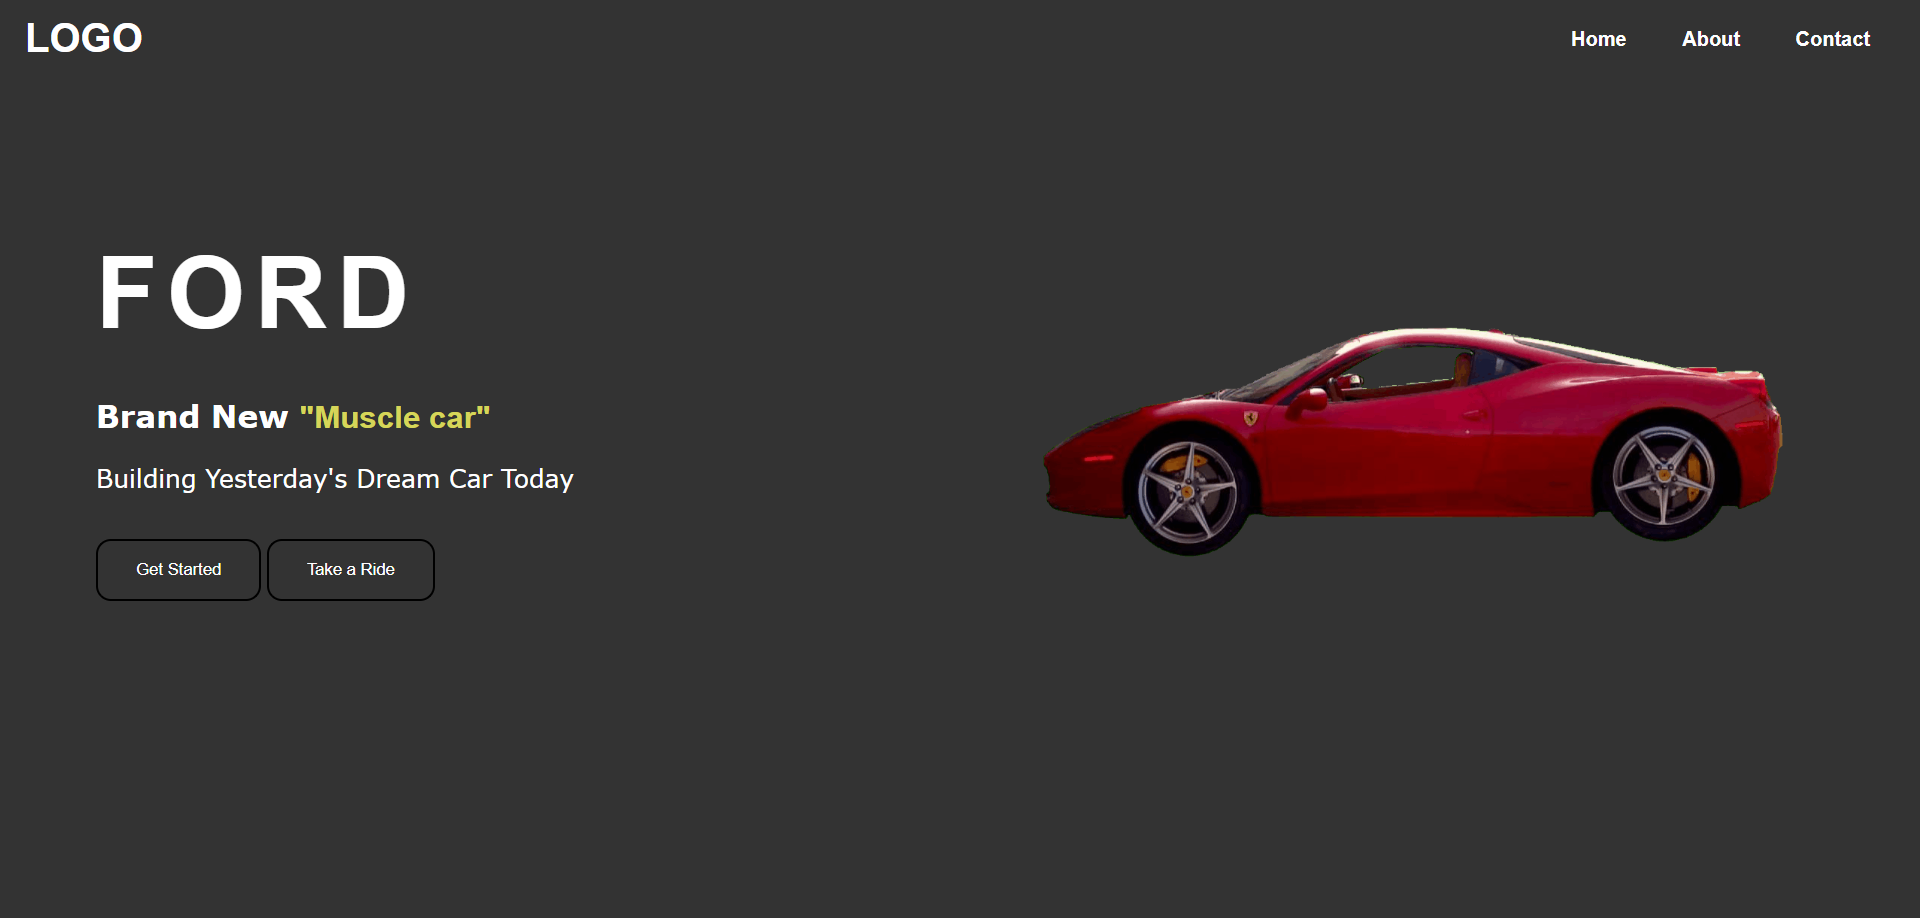 LOGO
Home About Contact
FORD
Brand New "Muscle car"
Building Yesterday's Dream Car Today
Get Started Take a Ride